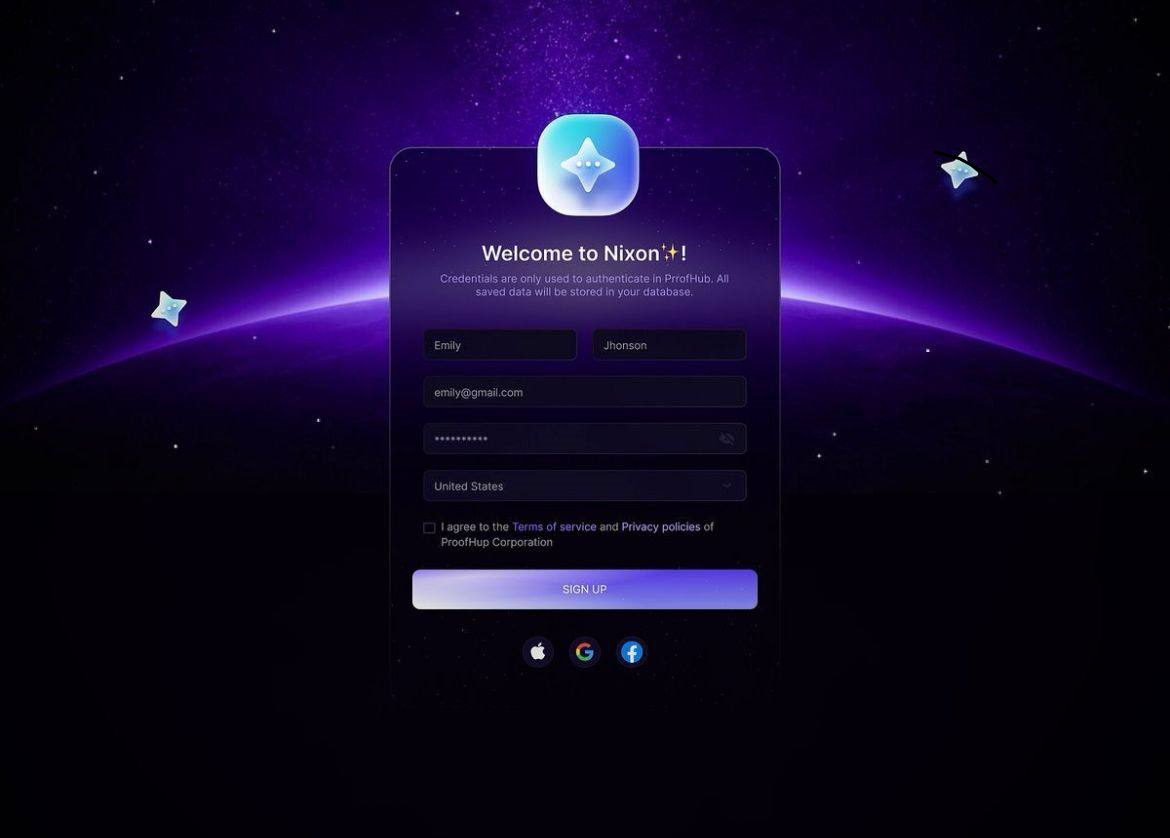 Welcome to Nixon✨!
Credentials are only used to authenticate in PrrofHub. All
saved data will be stored in your database.
Emily
Jhonson
emily@gmail.com
**********
United States
I agree to the Terms of service and Privacy policies of
ProofHup Corporation
SIGN UP